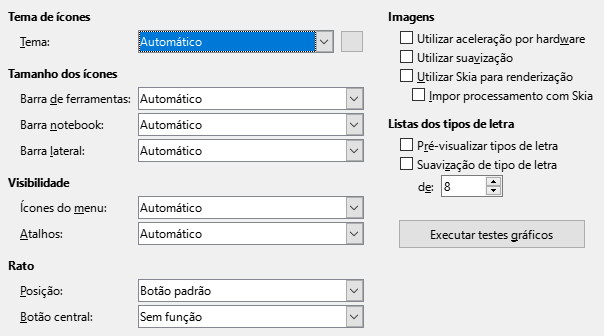 Tema de ícones
Tema: Automático
Tamanho dos ícones
Barra de ferramentas: Automático
Barra notebook: Automático
Barra lateral: Automático
Visibilidade
Ícones do menu: Automático
Atalhos: Automático
Rato
Posição: Botão padrão
Botão central: Sem função
Imagens
Utilizar aceleração por hardware
Utilizar suavização
Utilizar Skia para renderização
Impor processamento com Skia
Listas dos tipos de letra
Pré-visualizar tipos de letra
Suavização de tipo de letra
de: 8
Executar testes gráficos